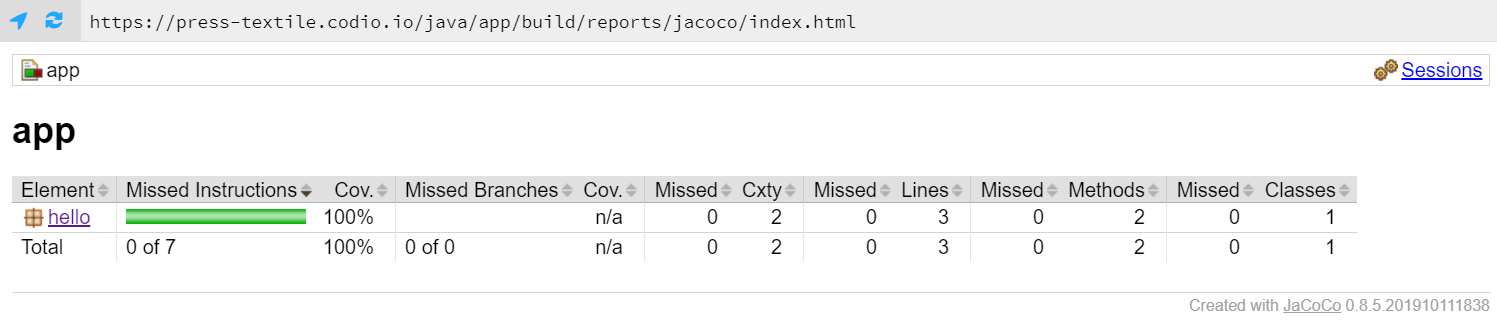 https://press-textile.codio.io/java/app/build/reports/jacoco/index.html
app Sessions
app
Element Missed Instructions Cov. Missed Branches Cov. Missed Cxty Missed Lines Missed Methods Missed Classes
hello 100% n/a 0 2 0 3 0 2 0 1
Total 0 of 7 100% 0 of 0 n/a 0 2 0 3 0 2 0 1
Created with JaCoCo 0.8.5.201910111838